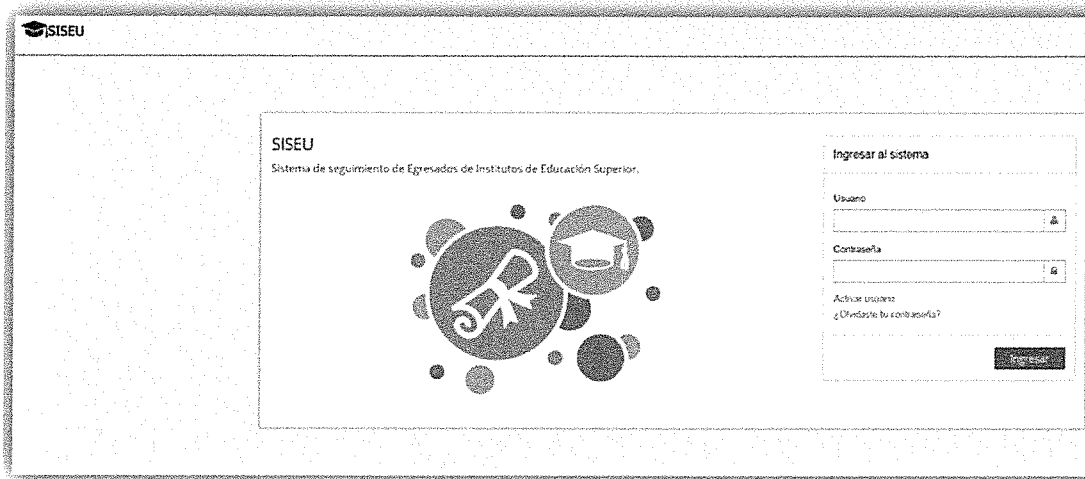 SISEU
SISEU
Sistema de seguimiento de Egresados de Institutos de Educación Superior.
Ingresar al sistema
Usuario
Contraseña
Activar usuario
¿Olvidaste tu contraseña?
Ingresar